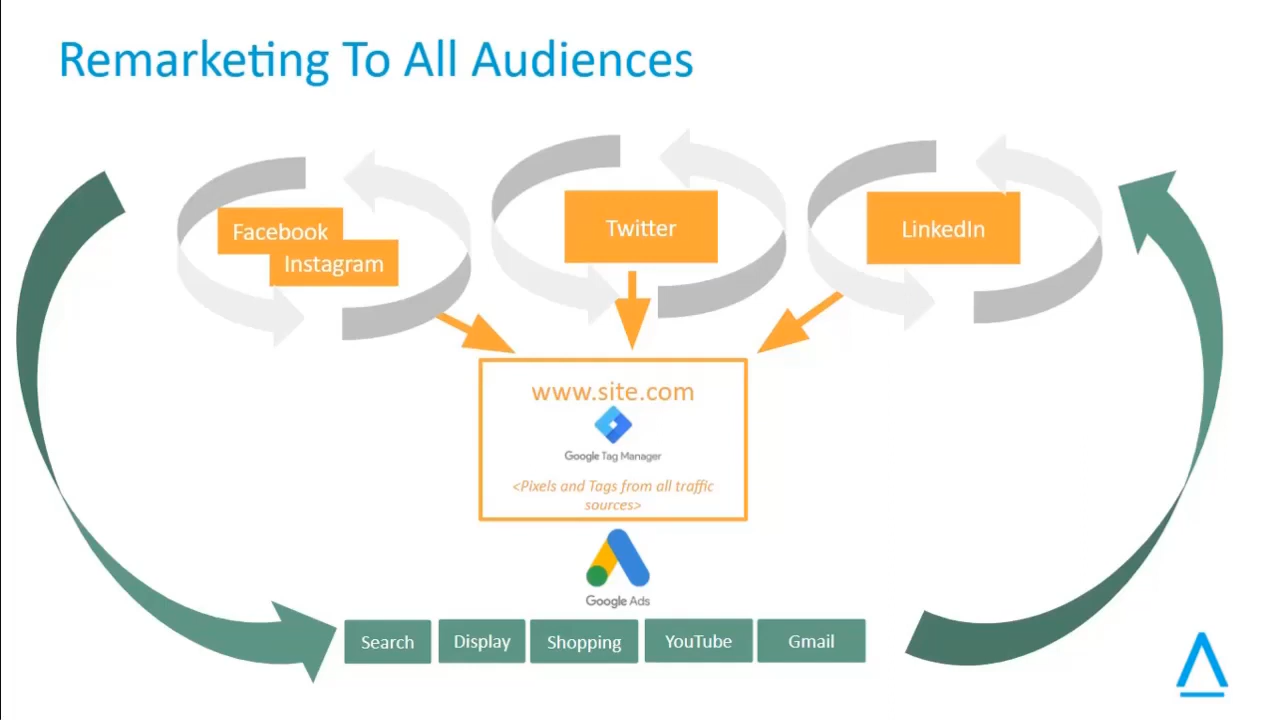 Remarketing To All Audiences
Facebook
Instagram
Twitter
LinkedIn
www.site.com
Google Tag Manager
<Pixels and Tags from all traffic
sources>
Google Ads
Search
Display
Shopping
YouTube
Gmail